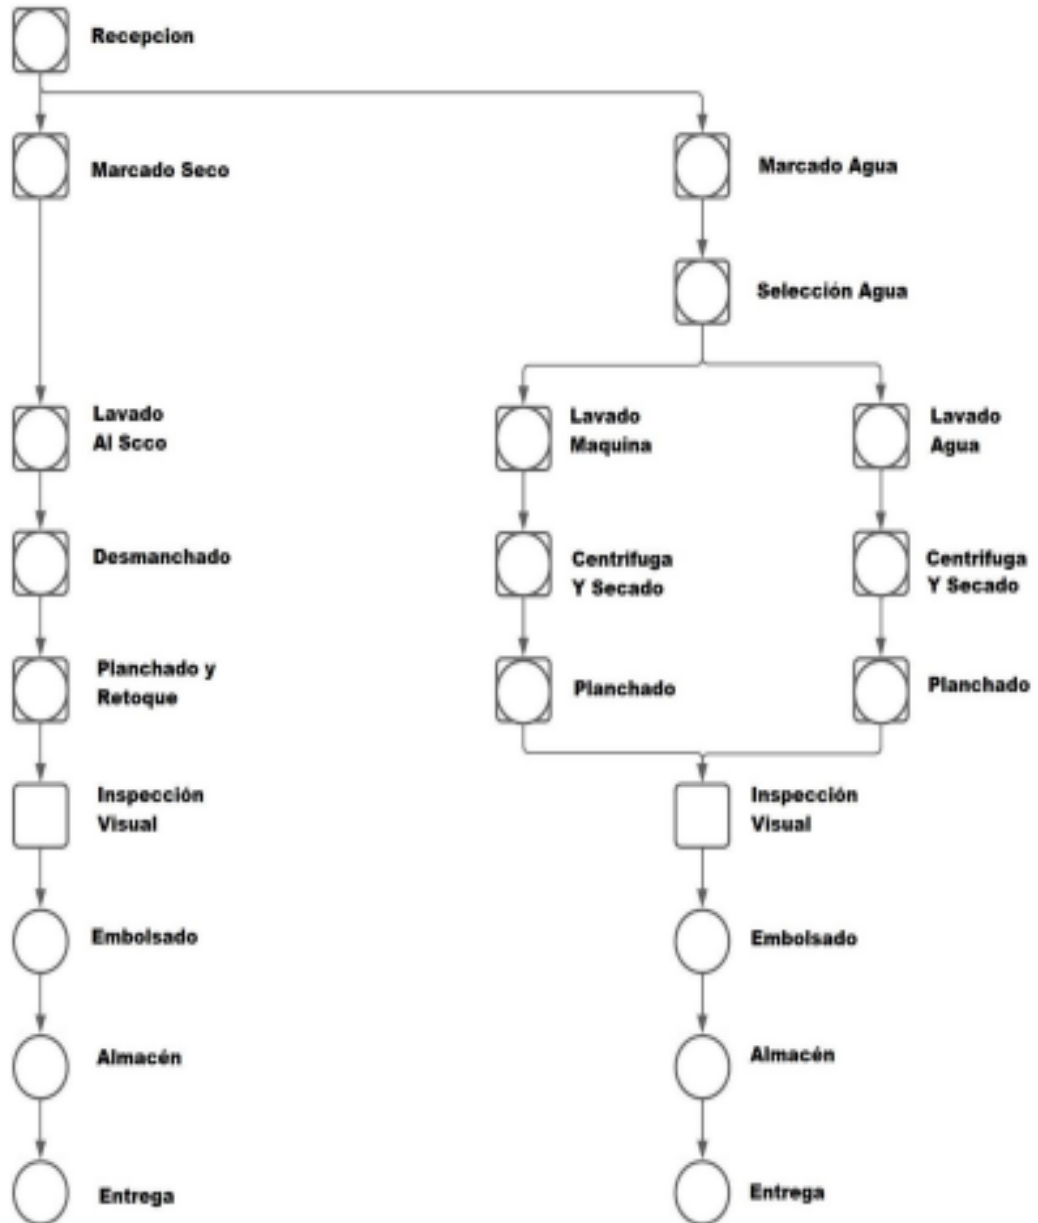 Recepcion
Marcado Seco
Marcado Agua
Selección Agua
Lavado
Al Scco
Lavado
Maquina
Lavado
Agua
Desmanchado
Centrifuga
Y Secado
Centrifuga
Y Secado
Planchado y
Retoque
Planchado
Planchado
Inspección
Visual
Inspección
Visual
Embolsado
Embolsado
Almacén
Almacén
Entrega
Entrega